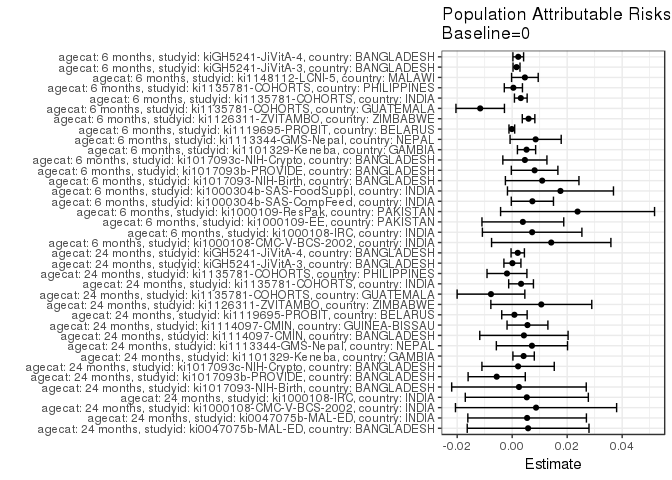 Population Attributable Risks
Baseline=0
agecat: 6 months, studyid: kiGH5241-JiVitA-4, country: BANGLADESH
agecat: 6 months, studyid: kiGH5241-JiVitA-3, country: BANGLADESH
agecat: 6 months, studyid: ki1148112-LCNI-5, country: MALAWI
agecat: 6 months, studyid: ki1135781-COHORTS, country: PHILIPPINES
agecat: 6 months, studyid: ki1135781-COHORTS, country: INDIA
agecat: 6 months, studyid: ki1135781-COHORTS, country: GUATEMALA
agecat: 6 months, studyid: ki1126311-ZVITAMBO, country: ZIMBABWE
agecat: 6 months, studyid: ki1119695-PROBIT, country: BELARUS
agecat: 6 months, studyid: ki1113344-GMS-Nepal, country: NEPAL
agecat: 6 months, studyid: ki1101329-Keneba, country: GAMBIA
agecat: 6 months, studyid: ki1017093c-NIH-Crypto, country: BANGLADESH
agecat: 6 months, studyid: ki1017093b-PROVIDE, country: BANGLADESH
agecat: 6 months, studyid: ki1017093-NIH-Birth, country: BANGLADESH
agecat: 6 months, studyid: ki1000304b-SAS-FoodSuppl, country: INDIA
agecat: 6 months, studyid: ki1000304b-SAS-CompFeed, country: INDIA
agecat: 6 months, studyid: ki1000109-ResPak, country: PAKISTAN
agecat: 6 months, studyid: ki1000109-EE, country: PAKISTAN
agecat: 6 months, studyid: ki1000108-IRC, country: INDIA
agecat: 6 months, studyid: ki1000108-CMC-V-BCS-2002, country: INDIA
agecat: 24 months, studyid: kiGH5241-JiVitA-4, country: BANGLADESH
agecat: 24 months, studyid: kiGH5241-JiVitA-3, country: BANGLADESH
agecat: 24 months, studyid: ki1135781-COHORTS, country: PHILIPPINES
agecat: 24 months, studyid: ki1135781-COHORTS, country: INDIA
agecat: 24 months, studyid: ki1135781-COHORTS, country: GUATEMALA
agecat: 24 months, studyid: ki1126311-ZVITAMBO, country: ZIMBABWE
agecat: 24 months, studyid: ki1119695-PROBIT, country: BELARUS
agecat: 24 months, studyid: ki1114097-CMIN, country: GUINEA-BISSAU
agecat: 24 months, studyid: ki1114097-CMIN, country: BANGLADESH
agecat: 24 months, studyid: ki1113344-GMS-Nepal, country: NEPAL
agecat: 24 months, studyid: ki1101329-Keneba, country: GAMBIA
agecat: 24 months, studyid: ki1017093c-NIH-Crypto, country: BANGLADESH
agecat: 24 months, studyid: ki1017093b-PROVIDE, country: BANGLADESH
agecat: 24 months, studyid: ki1017093-NIH-Birth, country: BANGLADESH
agecat: 24 months, studyid: ki1000108-IRC, country: INDIA
agecat: 24 months, studyid: ki1000108-CMC-V-BCS-2002, country: INDIA
agecat: 24 months, studyid: ki0047075b-MAL-ED, country: INDIA
agecat: 24 months, studyid: ki0047075b-MAL-ED, country: BANGLADESH
-0.02 0.00 0.02 0.04
Estimate